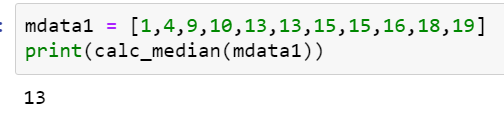 :
mdata1 = [1,4,9,10,13,13,15,15,16,18,19]
print(calc_median(mdata1))
13